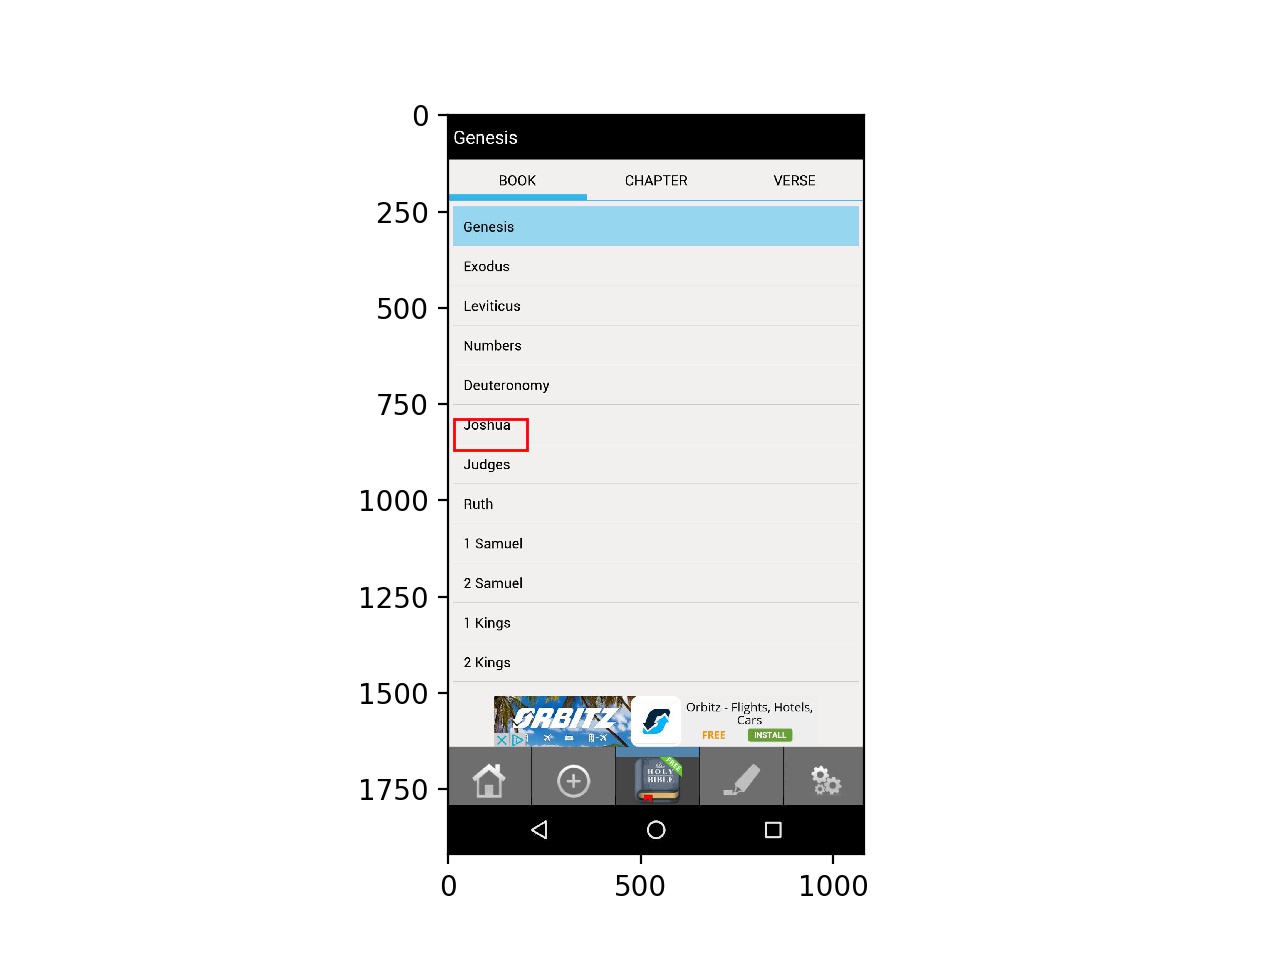 0
250
500
750
1000
1250
1500
1750
Genesis
BOOK CHAPTER VERSE
Genesis
Exodus
Leviticus
Numbers
Deuteronomy
Joshua
Judges
Ruth
1 Samuel
2 Samuel
1 Kings
2 Kings
ORBITZ
Orbitz - Flights, Hotels,
Cars
FREE INSTALL
the
HOLY
BIBLE
FREE
0 500 1000